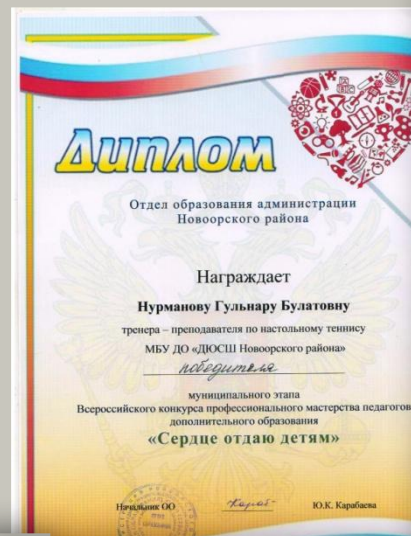 Диплом
Отдел образования администрации
Новоорского района
Награждает
Нурманову Гульнару Булатовну
тренера – преподавателя по настольному теннису
МБУ ДО «ДЮСШ Новоорского района»
победителя
муниципального этапа
Всероссийского конкурса профессионального мастерства педагогов
дополнительного образования
«Сердце отдаю детям»
Начальник ОО Ю.К. Карабаева